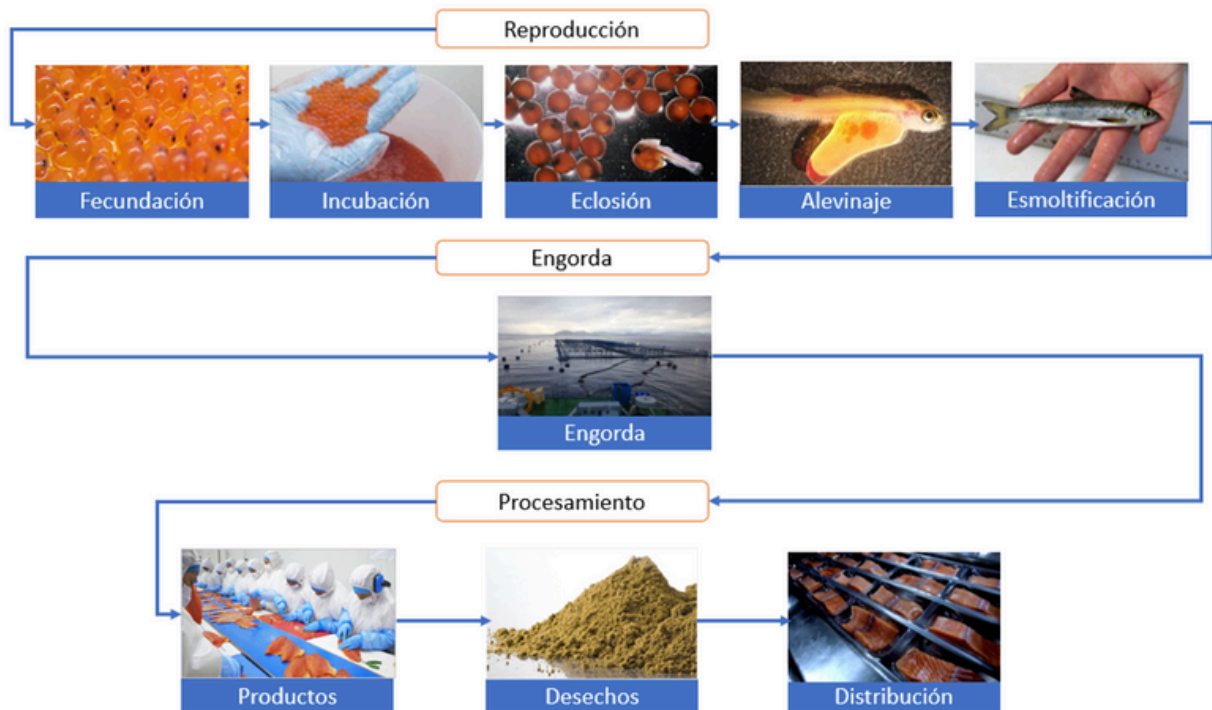 Reproducción
Fecundación
Incubación
Eclosión
Alevinaje
Esmoltificación
Engorda
Engorda
Procesamiento
Productos
Desechos
Distribución